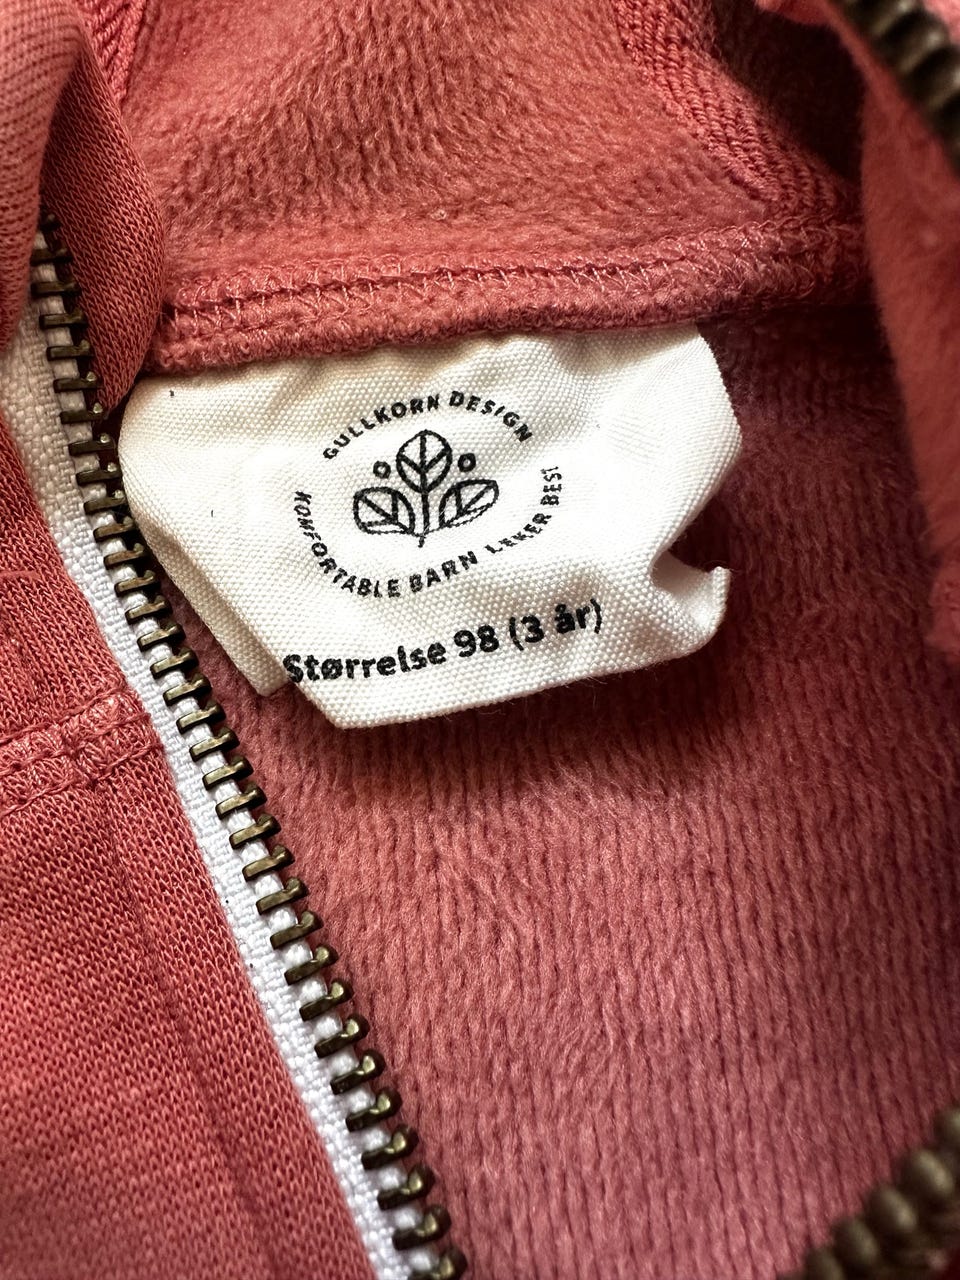 GULLKORN DESIGN
KOMFORTABLE BARN LEKER BEST
Størrelse 98 (3 år)